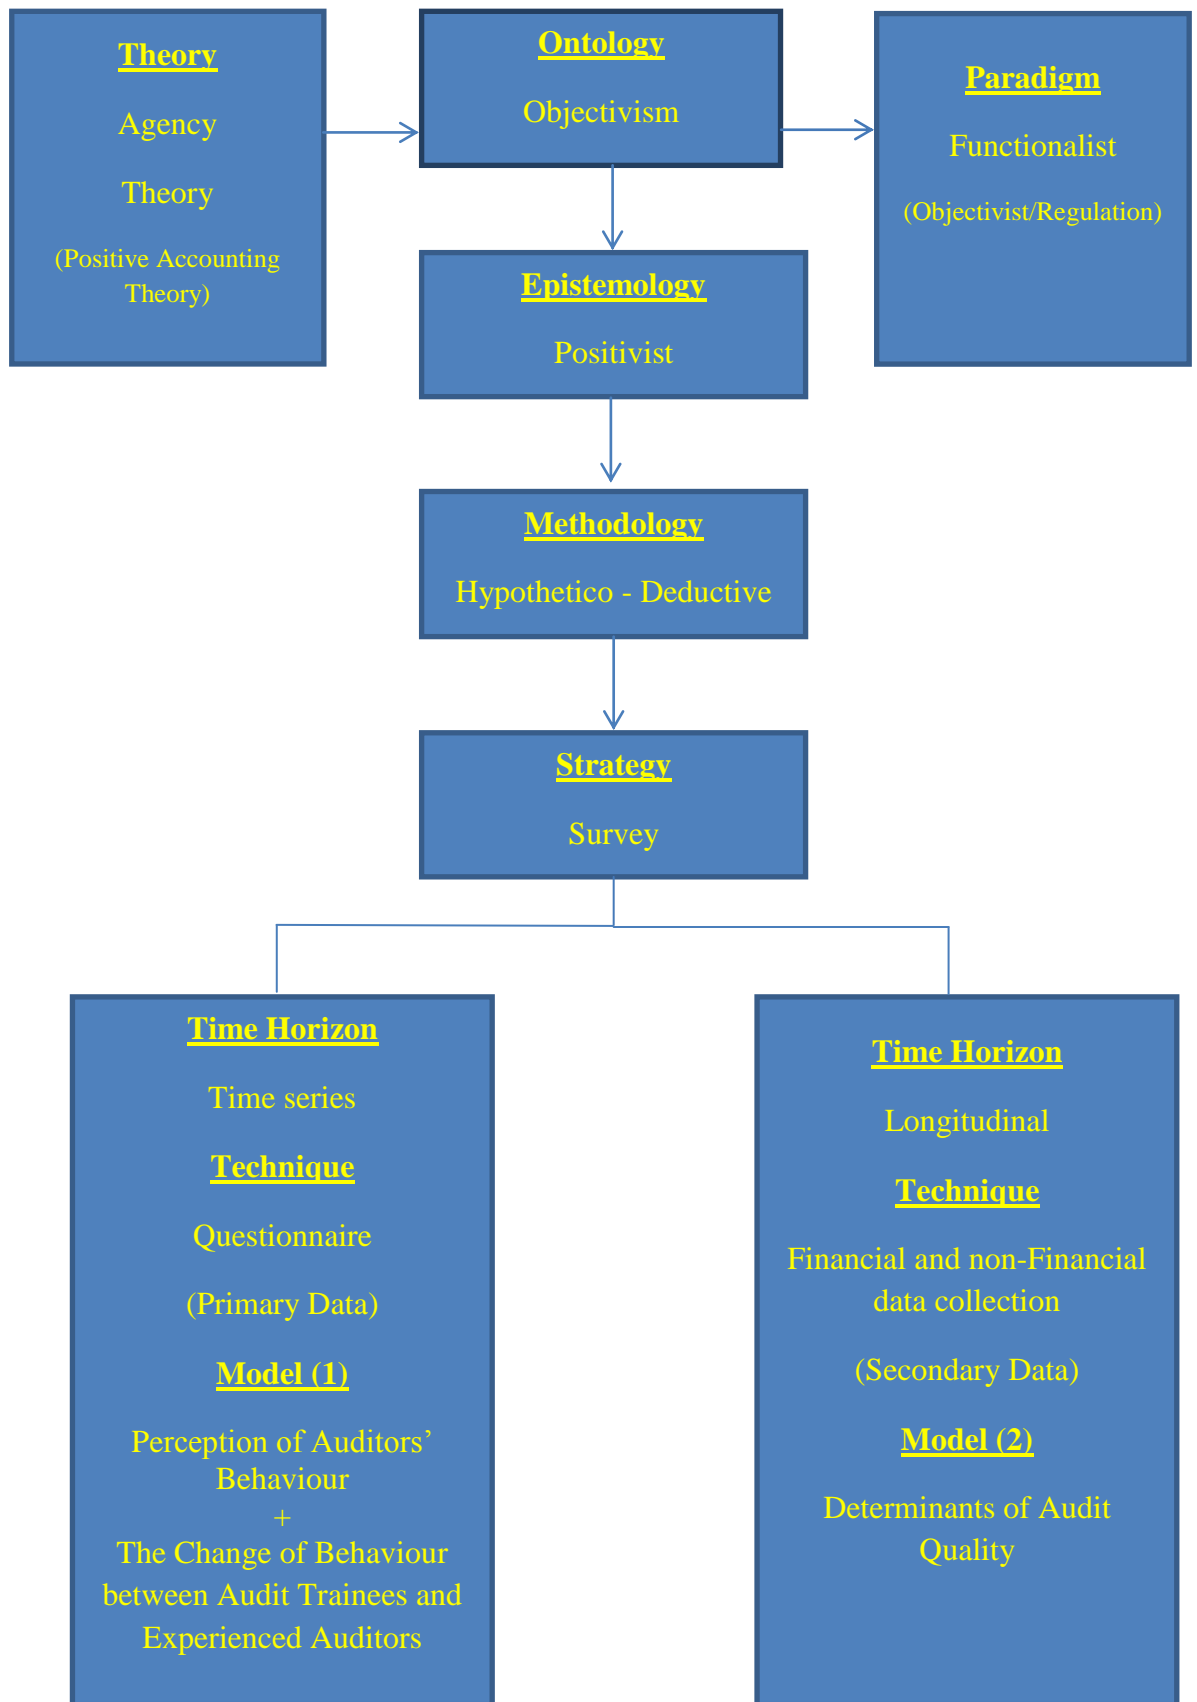 Theory
Agency
Theory
(Positive Accounting
Theory)
Ontology
Objectivism
Paradigm
Functionalist
(Objectivist/Regulation)
Epistemology
Positivist
Methodology
Hypothetico - Deductive
Strategy
Survey
Time Horizon
Time series
Technique
Questionnaire
(Primary Data)
Model (1)
Perception of Auditors’
Behaviour
+
The Change of Behaviour
between Audit Trainees and
Experienced Auditors
Time Horizon
Longitudinal
Technique
Financial and non-Financial
data collection
(Secondary Data)
Model (2)
Determinants of Audit
Quality